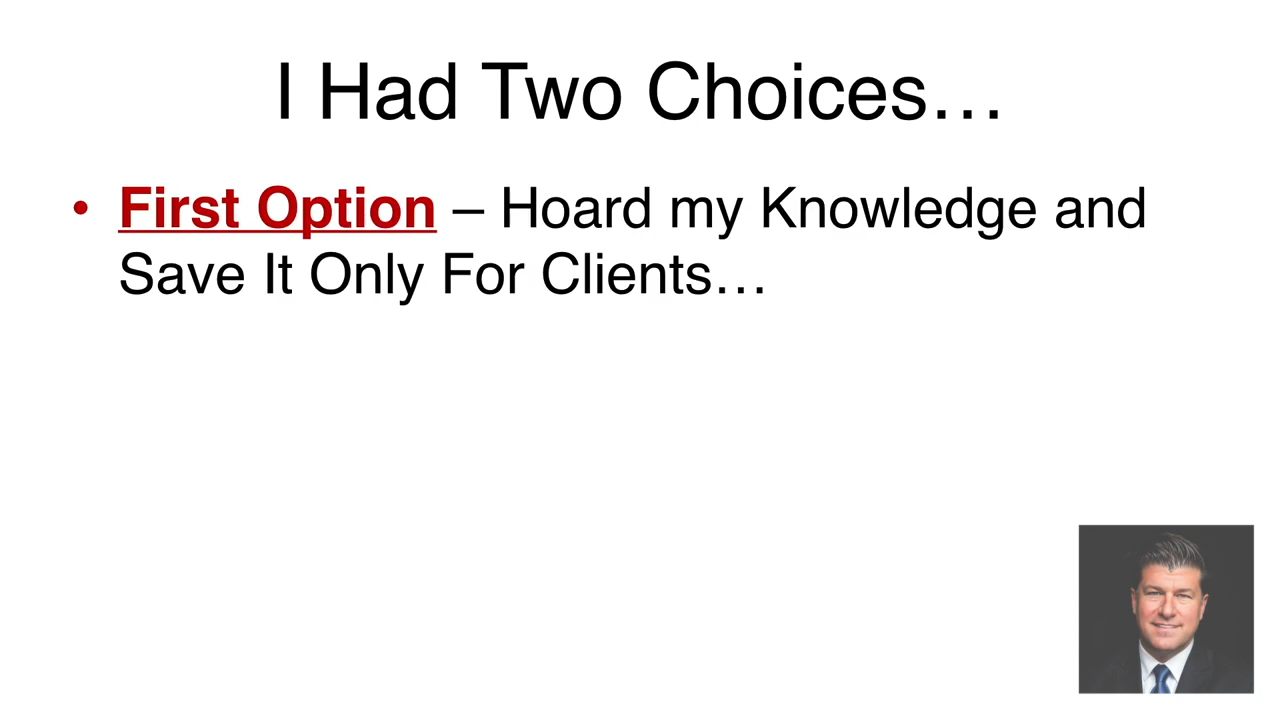 I Had Two Choices…
• First Option – Hoard my Knowledge and
Save It Only For Clients…